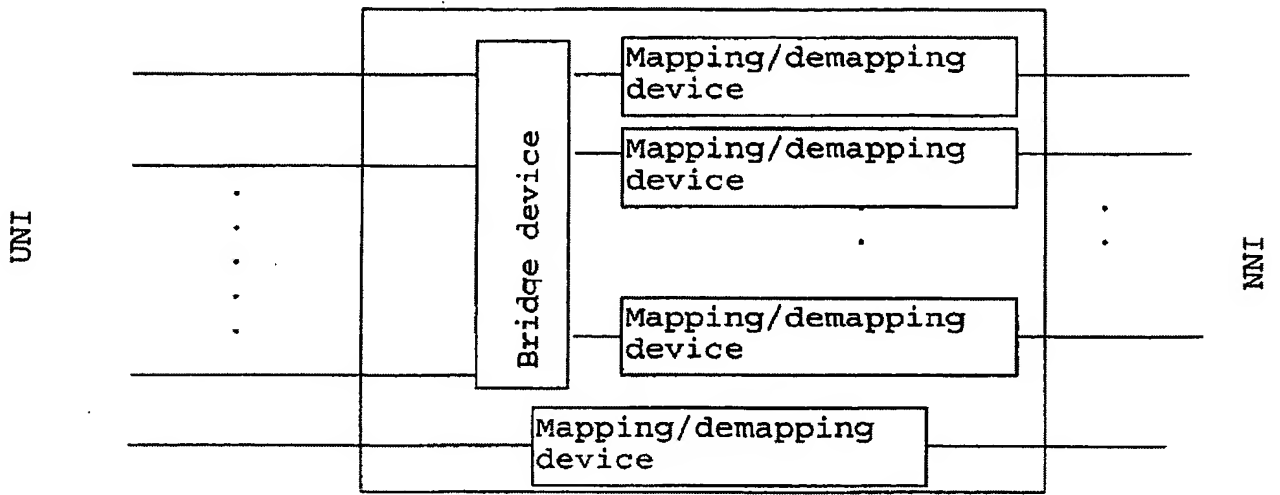 UNI
Bridge device
Mapping/demapping
device
Mapping/demapping
device
Mapping/demapping
device
Mapping/demapping
device
NNI